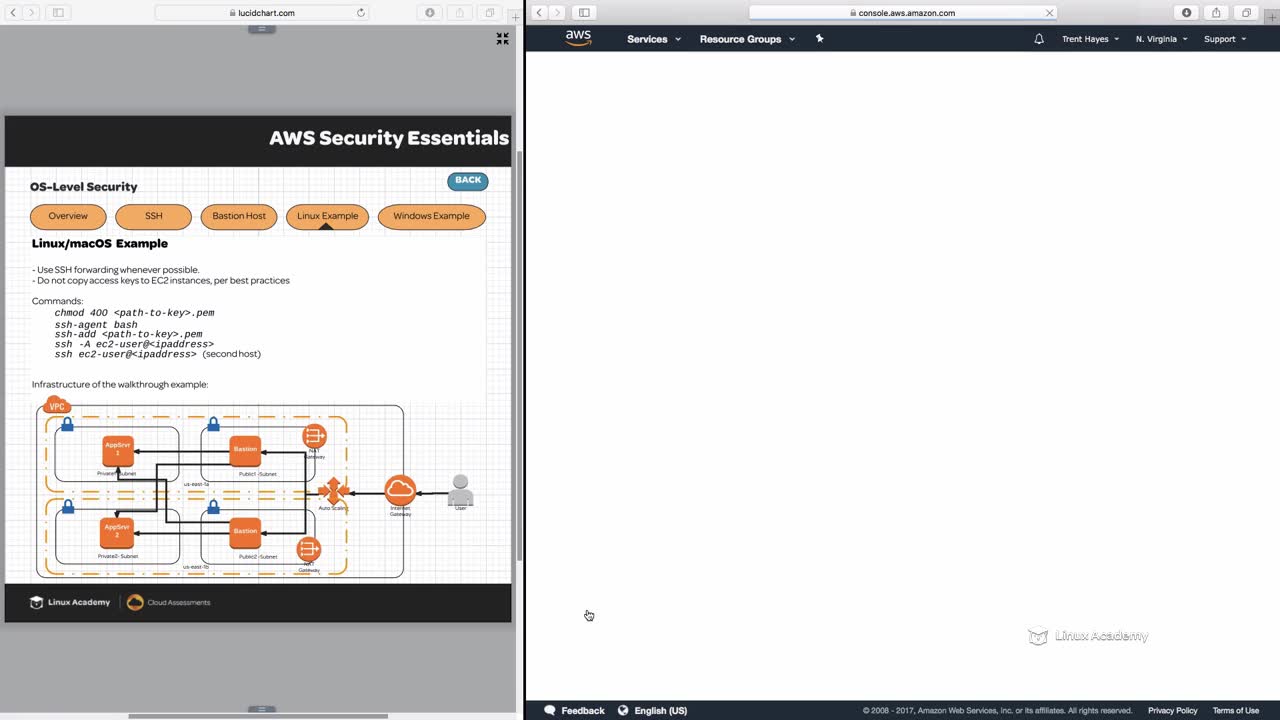 lucidchart.com
console.aws.amazon.com
aws
Services
Resource Groups
Trent Hayes
N. Virginia
Support
AWS Security Essentials
OS-Level Security
BACK
Overview
SSH
Bastion Host
Linux Example
Windows Example
Linux/macOS Example
- Use SSH forwarding whenever possible.
- Do not copy access keys to EC2 instances, per best practices
Commands:
chmod 400 <path-to-key>.pem
ssh-agent bash
ssh-add <path-to-key>.pem
ssh -A ec2-user@<ipaddress>
ssh ec2-user@<ipaddress> (second host)
Infrastructure of the walkthrough example:
VPC
AppSrvr
1
Bastion
Gateway
Public1 -Subnet
us-east-1a
Auto Scaling
Internet
Gateway
User
AppSrvr
2
Bastion
Private2- Subnet
Public2 -Subnet
us-east-1b
Gateway
Linux Academy
Cloud Assessments
Linux Academy
Feedback
English (US)
© 2008 - 2017, Amazon Web Services, Inc. or its affiliates. All rights reserved.
Privacy Policy
Terms of Use